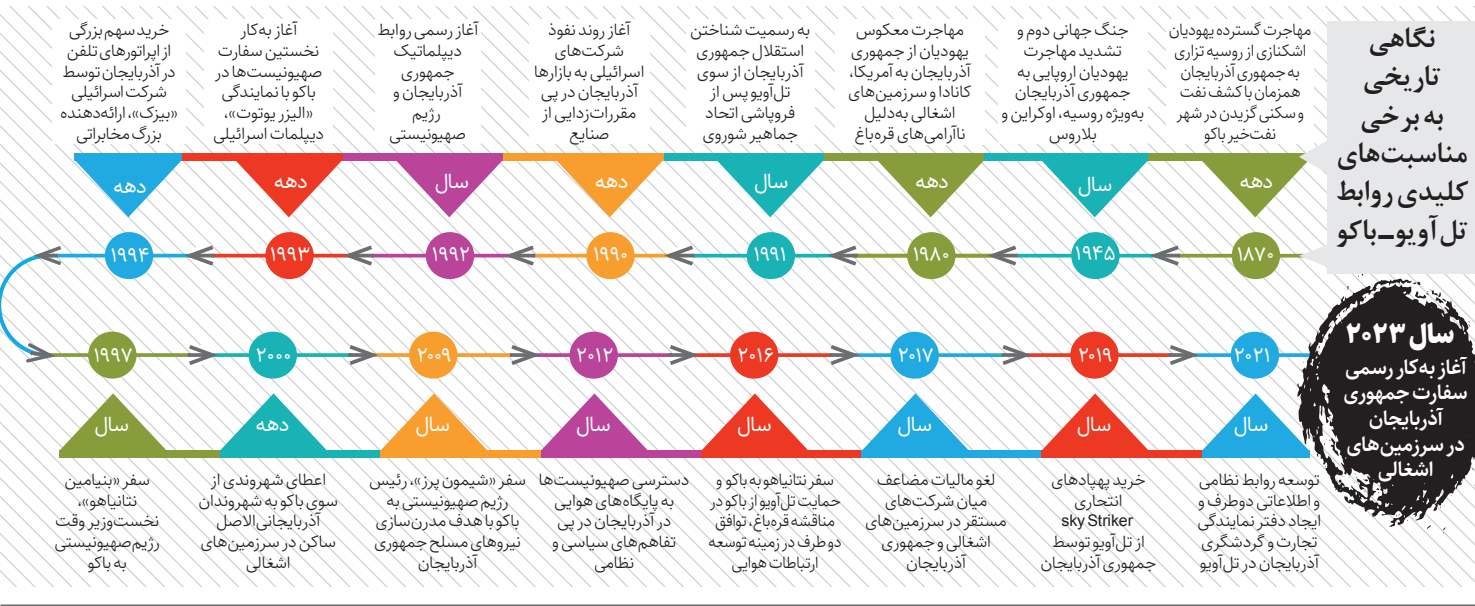 نگاهی
تاریخی
به برخی
مناسبت‌های
کلیدی روابط
تل‌آویو-باکو
مهاجرت گسترده یهودیان
اشکنازی از روسیه تزاری
به جمهوری آذربایجان
همزمان با کشف نفت
و سکنی گزیدن در شهر
نفت‌خیز باکو
دهه
۱۸۷۰
جنگ جهانی دوم و
تشدید مهاجرت
یهودیان اروپایی به
جمهوری آذربایجان
به‌ویژه روسیه، اوکراین و
بلاروس
سال
۱۹۴۵
مهاجرت معکوس
یهودیان از جمهوری
آذربایجان به آمریکا،
کانادا و سرزمین‌های
اشغالی به‌دلیل
ناآرامی‌های قره‌باغ
دهه
۱۹۸۰
به رسمیت شناختن
استقلال جمهوری
آذربایجان از سوی
تل‌آویو پس از
فروپاشی اتحاد
جماهیر شوروی
سال
۱۹۹۱
آغاز روند نفوذ
شرکت‌های
اسرائیلی به بازارها
آذربایجان در پی
مقررات‌زدایی از
صنایع
دهه
۱۹۹۰
آغاز رسمی روابط
دیپلماتیک
جمهوری
آذربایجان و
رژیم
صهیونیستی
سال
۱۹۹۲
آغاز به‌کار
نخستین سفارت
صهیونیست‌ها در
باکو با نمایندگی
«الیزر یوتوت»،
دیپلمات اسرائیلی
دهه
۱۹۹۳
خرید سهم بزرگی
از اپراتورهای تلفن
در آذربایجان توسط
شرکت اسرائیلی
«بیزک»، ارائه‌دهنده
بزرگ مخابراتی
دهه
۱۹۹۴
۱۹۹۷
سال
سفر «بنیامین
نتانیاهو»،
نخست‌وزیر وقت
رژیم صهیونیستی
به باکو
۲۰۰۰
دهه
اعطای شهروندی از
سوی باکو به شهروندان
آذربایجانی‌الاصل
ساکن در سرزمین‌های
اشغالی
۲۰۰۹
سال
سفر «شیمون پرز»، رئیس
رژیم صهیونیستی به
باکو با هدف مدرن‌سازی
نیروهای مسلح جمهوری
آذربایجان
۲۰۱۲
سال
دسترسی صهیونیست‌ها
به پایگاه‌های هوایی
در آذربایجان در پی
تفاهم‌های سیاسی و
نظامی
۲۰۱۶
سال
سفر نتانیاهو به باکو و
حمایت تل‌آویو از باکو در
مناقشه قره‌باغ، توافق
دوطرف در زمینه توسعه
ارتباطات هوایی
۲۰۱۷
سال
لغو مالیات مضاعف
میان شرکت‌های
مستقر در سرزمین‌های
اشغالی و جمهوری
آذربایجان
۲۰۱۹
سال
خرید پهپادهای
انتحاری
sky Striker
از تل‌آویو توسط
جمهوری آذربایجان
۲۰۲۱
سال
توسعه روابط نظامی
و اطلاعاتی دوطرف و
ایجاد دفتر نمایندگی
تجارت و گردشگری
آذربایجان در تل‌آویو
سال ۲۰۲۳
آغاز به‌کار رسمی
سفارت جمهوری
آذربایجان
در سرزمین‌های
اشغالی